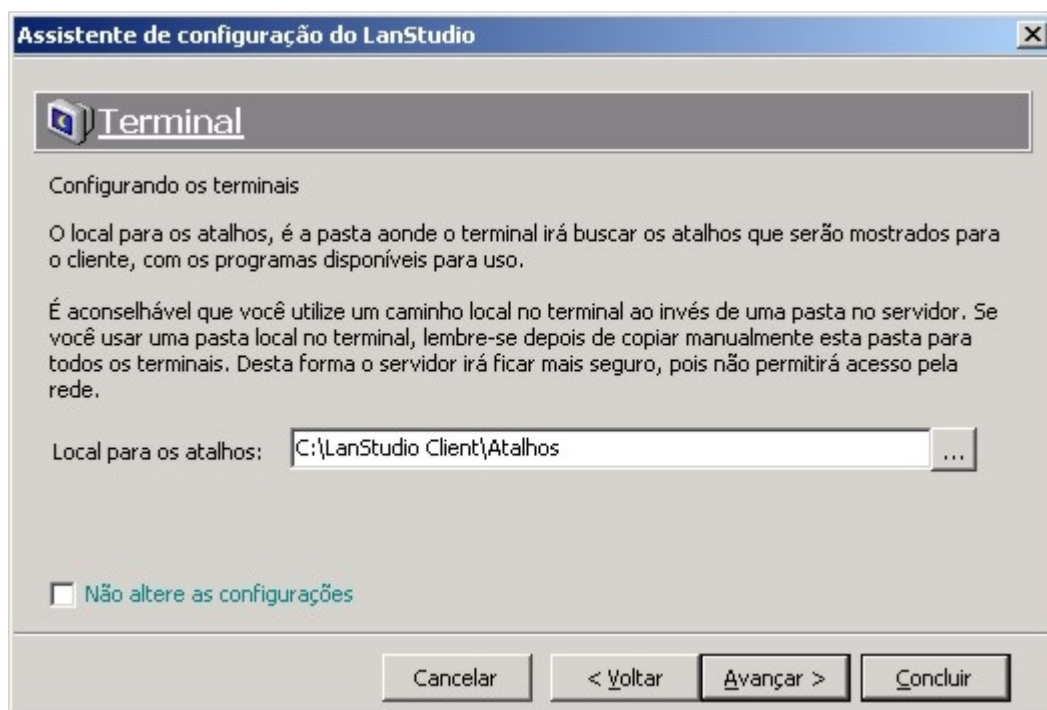 Assistente de configuração do LanStudio
Terminal
Configurando os terminais
O local para os atalhos, é a pasta aonde o terminal irá buscar os atalhos que serão mostrados para
o cliente, com os programas disponíveis para uso.
É aconselhável que você utilize um caminho local no terminal ao invés de uma pasta no servidor. Se
você usar uma pasta local no terminal, lembre-se depois de copiar manualmente esta pasta para
todos os terminais. Desta forma o servidor irá ficar mais seguro, pois não permitirá acesso pela
rede.
Local para os atalhos: C:\LanStudio Client\Atalhos ...
Não altere as configurações
Cancelar < Voltar Avançar > Concluir